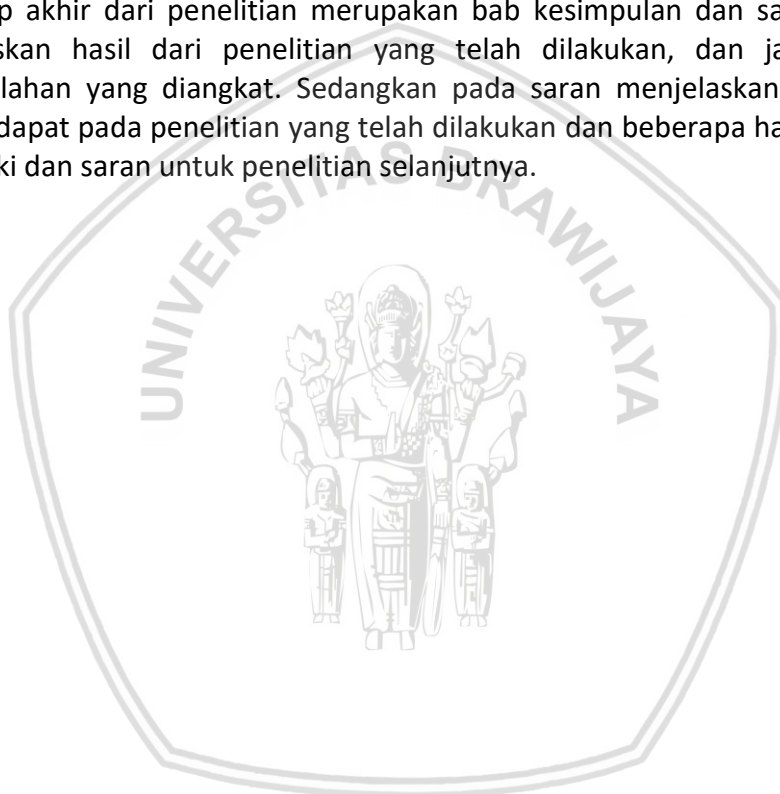 p akhir dari penelitian merupakan bab kesimpulan dan sa
skan hasil dari penelitian yang telah dilakukan, dan ja
lahan yang diangkat. Sedangkan pada saran menjelaskan
dapat pada penelitian yang telah dilakukan dan beberapa ha
ki dan saran untuk penelitian selanjutnya.
UNIVERSITAS BRAWIJAYA